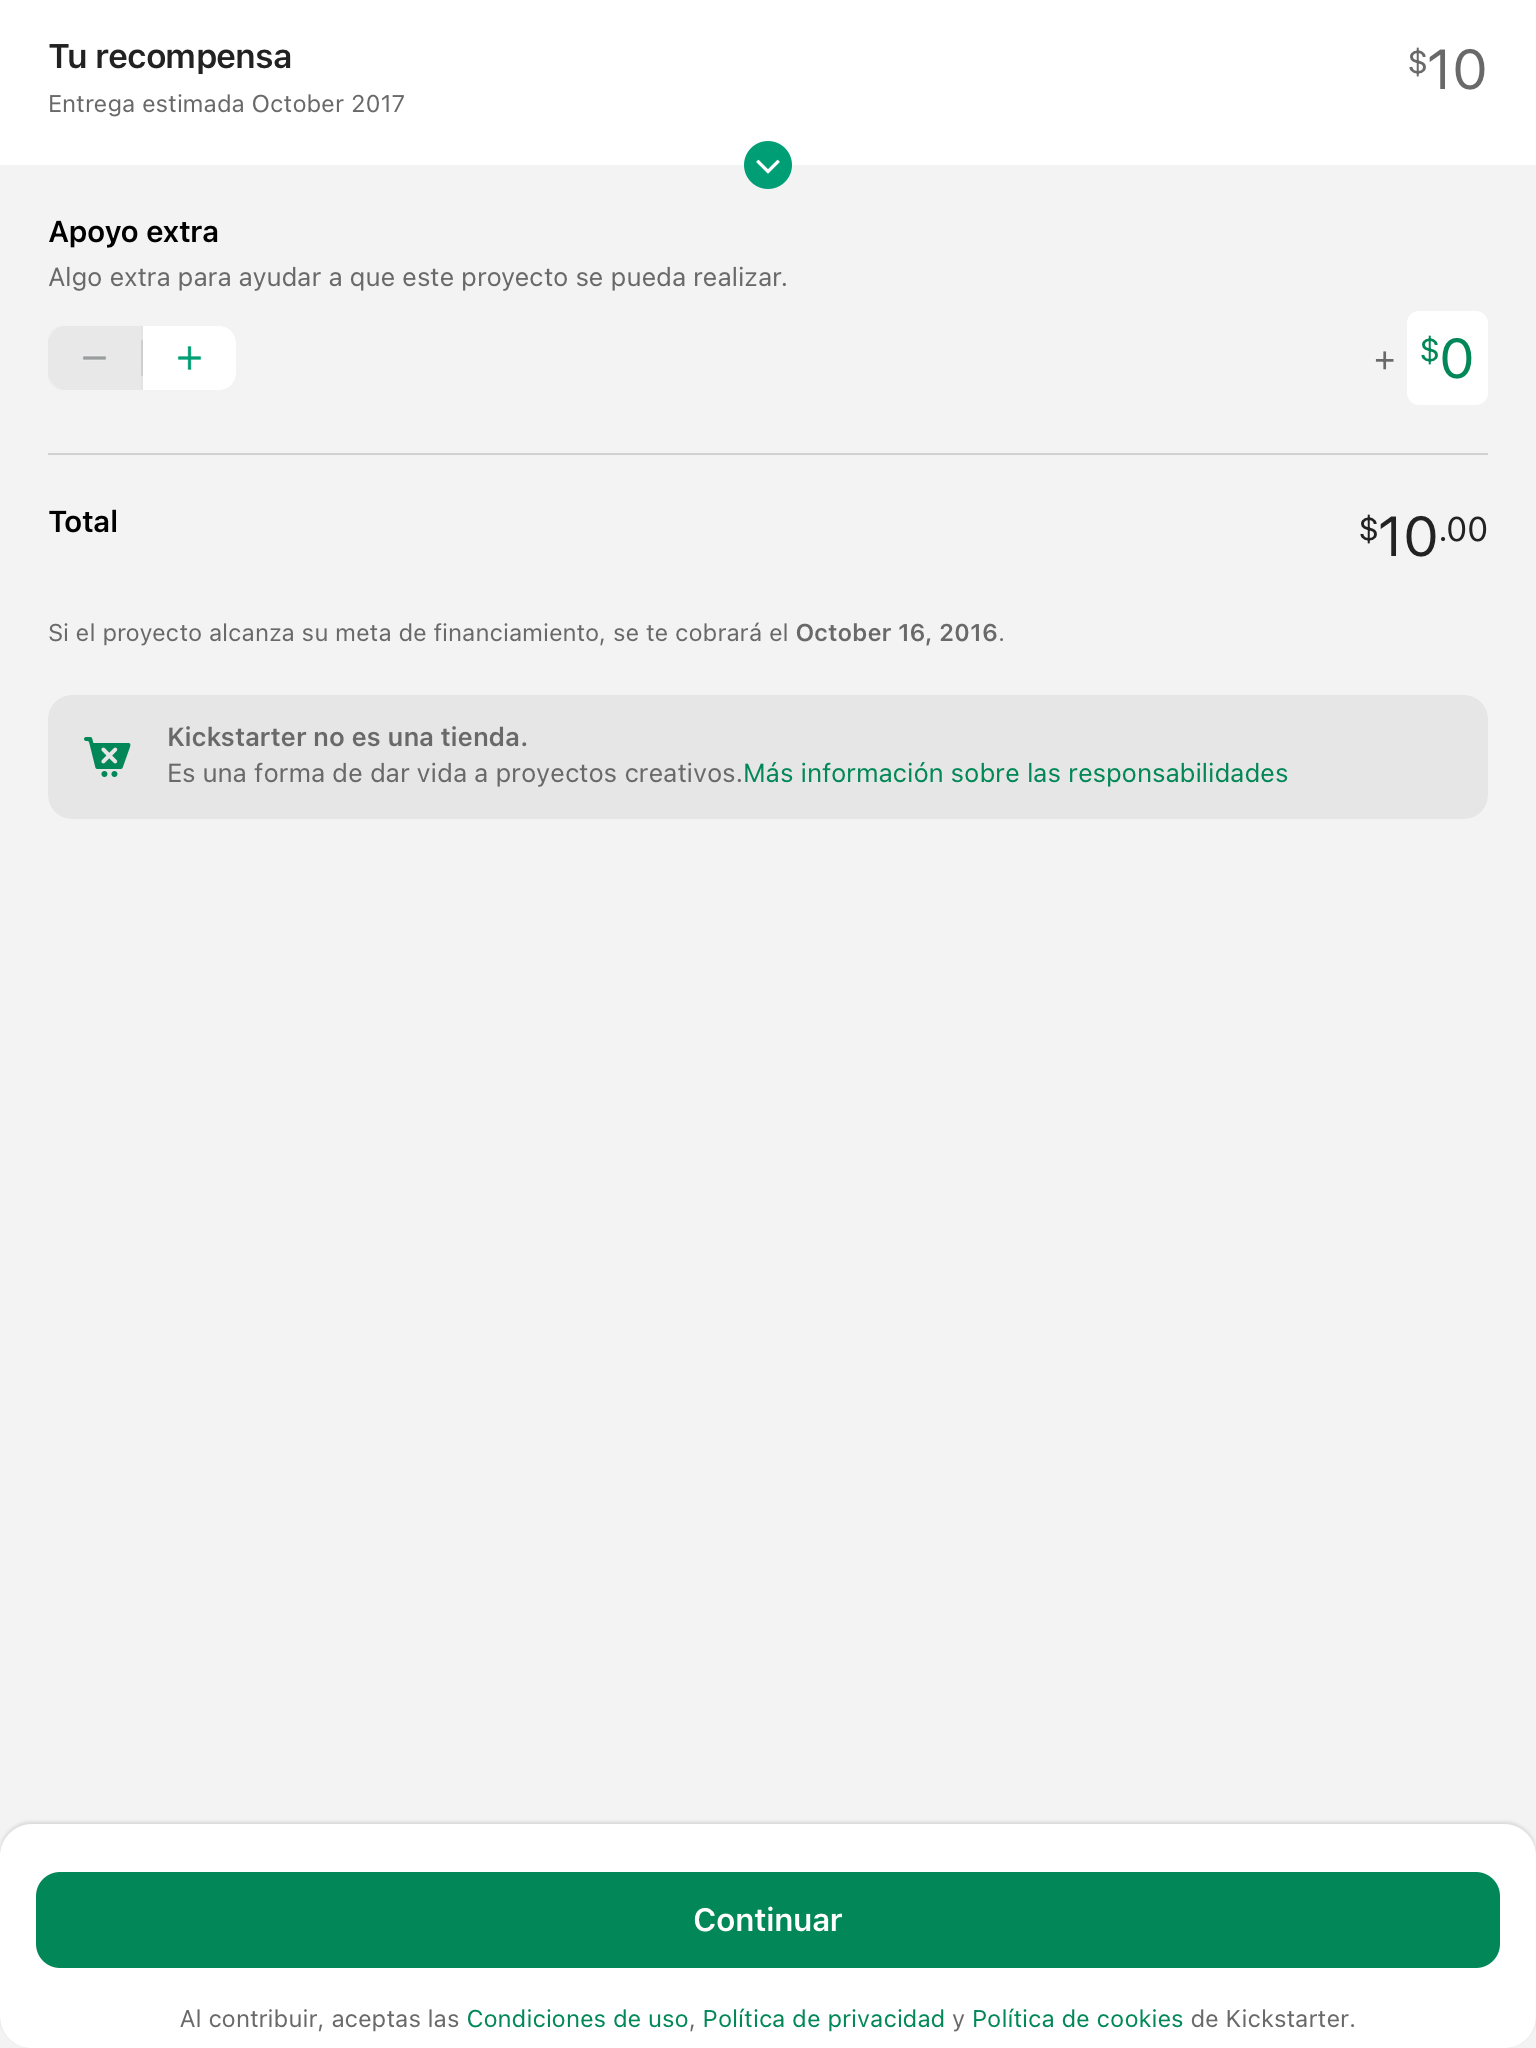 Tu recompensa
$10
Entrega estimada October 2017
Apoyo extra
Algo extra para ayudar a que este proyecto se pueda realizar.
− +
+ $0
Total
$10.00
Si el proyecto alcanza su meta de financiamiento, se te cobrará el October 16, 2016.
Kickstarter no es una tienda.
Es una forma de dar vida a proyectos creativos.Más información sobre las responsabilidades
Continuar
Al contribuir, aceptas las Condiciones de uso, Política de privacidad y Política de cookies de Kickstarter.